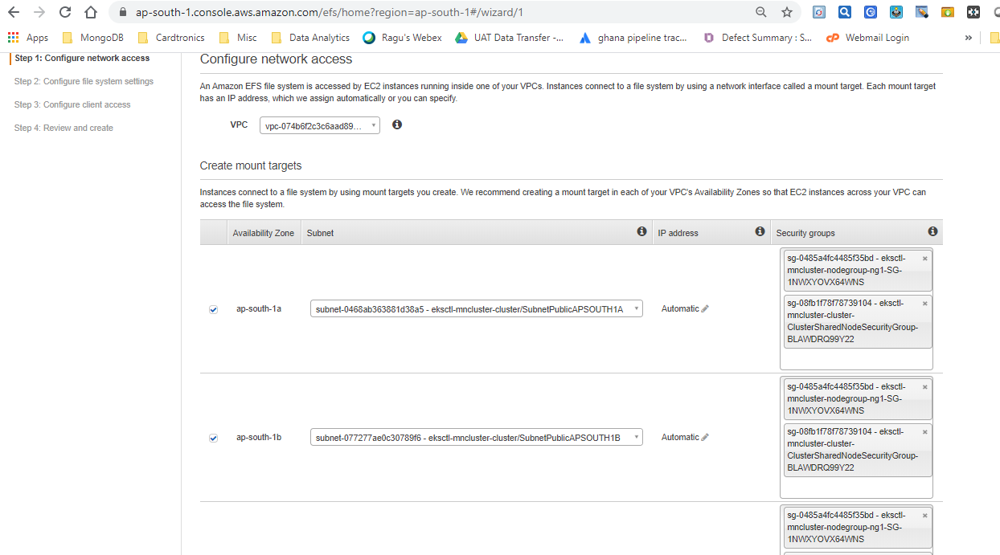 ap-south-1.console.aws.amazon.com/efs/home?region=ap-south-1#/wizard/1
Apps MongoDB Cardtronics Misc Data Analytics Ragu's Webex UAT Data Transfer -... ghana pipeline trac... Defect Summary : S... Webmail Login »
Step 1: Configure network access
Step 2: Configure file system settings
Step 3: Configure client access
Step 4: Review and create
Configure network access
An Amazon EFS file system is accessed by EC2 instances running inside one of your VPCs. Instances connect to a file system by using a network interface called a mount target. Each mount target
has an IP address, which we assign automatically or you can specify.
VPC vpc-074b6f2c3c6aad89...
Create mount targets
Instances connect to a file system by using mount targets you create. We recommend creating a mount target in each of your VPC's Availability Zones so that EC2 instances across your VPC can
access the file system.
Availability Zone Subnet IP address Security groups
ap-south-1a subnet-0468ab363881d38a5 - eksctl-mncluster-cluster/SubnetPublicAPSOUTH1A Automatic
sg-0485a4fc4485f35bd - eksctl-
mncluster-nodegroup-ng1-SG-
1NWXYOVX64WNS
sg-08fb1f78f78739104 - eksctl-
mncluster-cluster-
ClusterSharedNodeSecurityGroup-
BLAWDRQ99Y22
ap-south-1b subnet-077277ae0c30789f6 - eksctl-mncluster-cluster/SubnetPublicAPSOUTH1B Automatic
sg-0485a4fc4485f35bd - eksctl-
mncluster-nodegroup-ng1-SG-
1NWXYOVX64WNS
sg-08fb1f78f78739104 - eksctl-
mncluster-cluster-
ClusterSharedNodeSecurityGroup-
BLAWDRQ99Y22
sg-0485a4fc4485f35bd - eksctl-
mncluster-nodegroup-ng1-SG-
1NWXYOVX64WNS